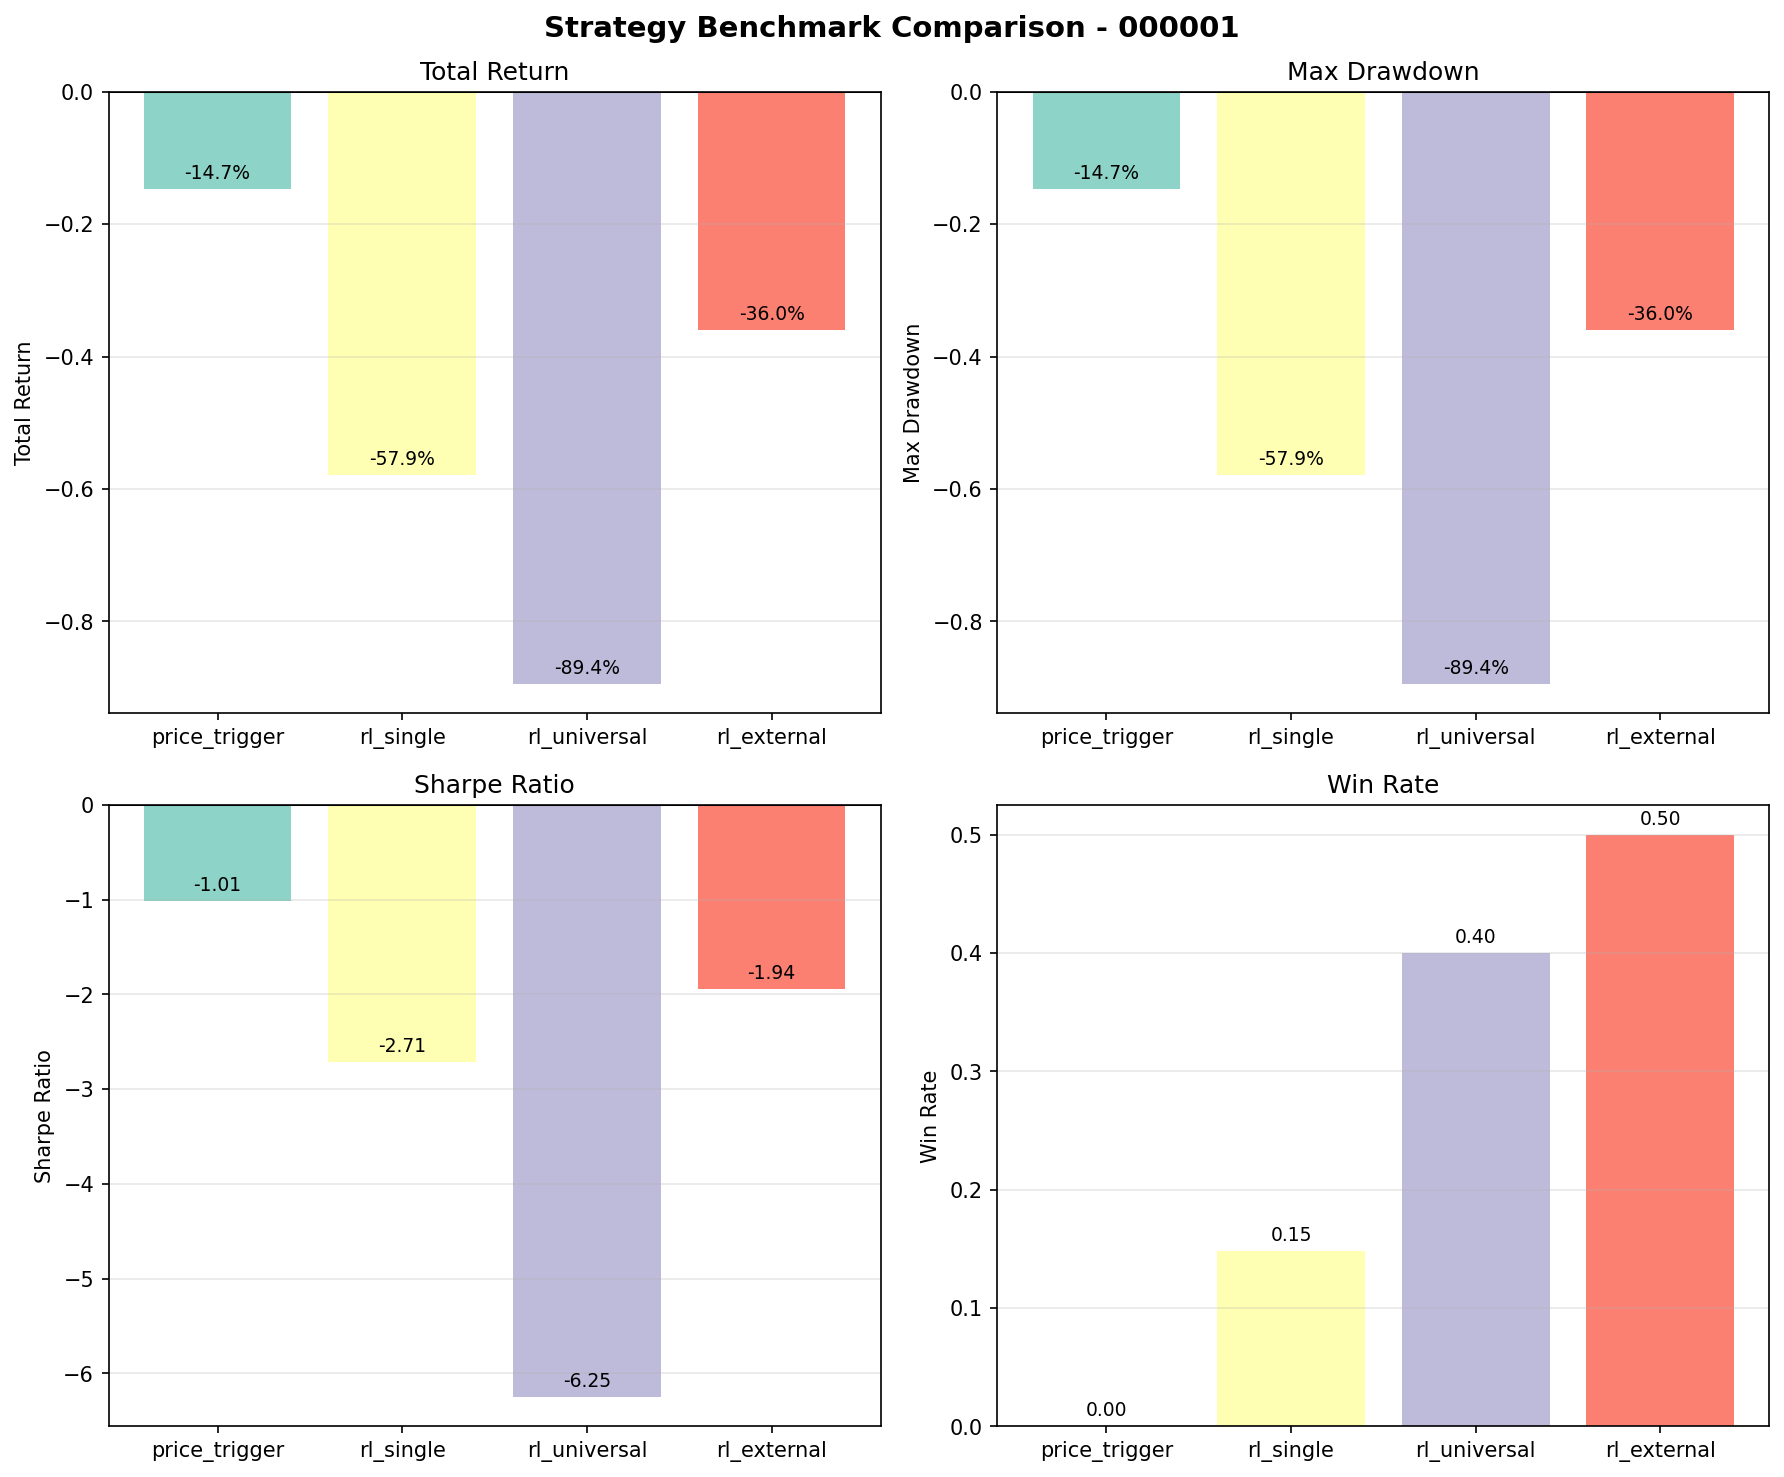 Strategy Benchmark Comparison - 000001
Total Return
Total Return
0.0
−0.2
−0.4
−0.6
−0.8
-14.7%
-57.9%
-89.4%
-36.0%
price_trigger
rl_single
rl_universal
rl_external
Max Drawdown
Max Drawdown
0.0
−0.2
−0.4
−0.6
−0.8
-14.7%
-57.9%
-89.4%
-36.0%
price_trigger
rl_single
rl_universal
rl_external
Sharpe Ratio
Sharpe Ratio
0
−1
−2
−3
−4
−5
−6
-1.01
-2.71
-6.25
-1.94
price_trigger
rl_single
rl_universal
rl_external
Win Rate
Win Rate
0.5
0.4
0.3
0.2
0.1
0.0
0.00
0.15
0.40
0.50
price_trigger
rl_single
rl_universal
rl_external